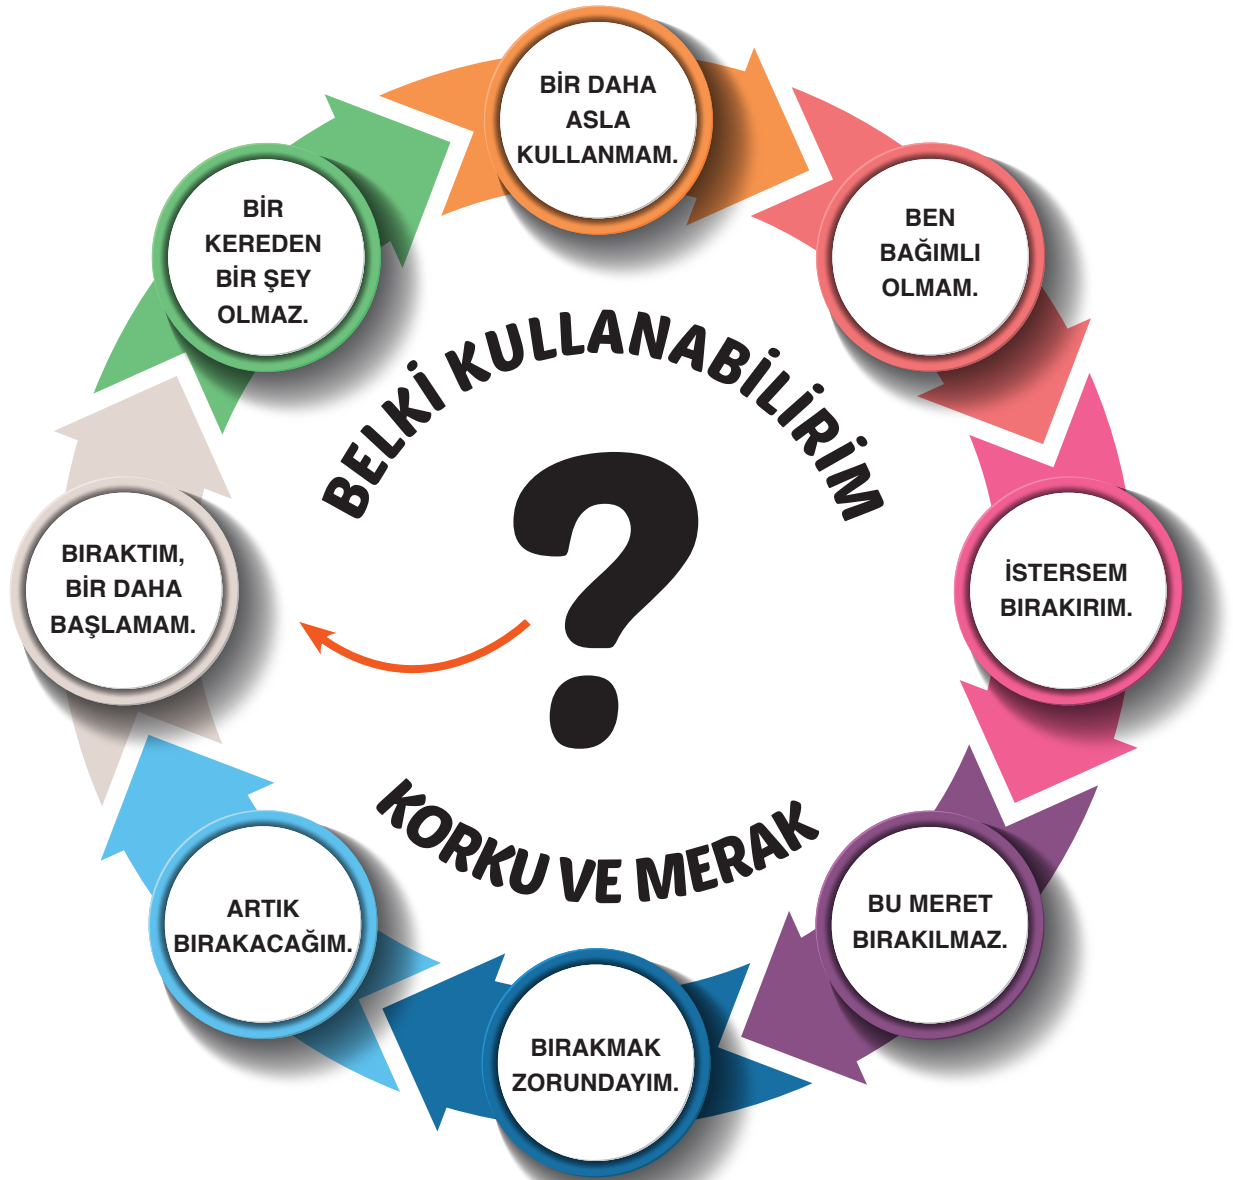 BİR DAHA
ASLA
KULLANMAM.
BEN
BAĞIMLI
OLMAM.
İSTERSEM
BIRAKIRIM.
BU MERET
BIRAKILMAZ.
BIRAKMAK
ZORUNDAYIM.
ARTIK
BIRAKACAĞIM.
BIRAKTIM,
BİR DAHA
BAŞLAMAM.
BİR
KEREDEN
BİR ŞEY
OLMAZ.
BELKİ KULLANABİLİRİM
?
KORKU VE MERAK